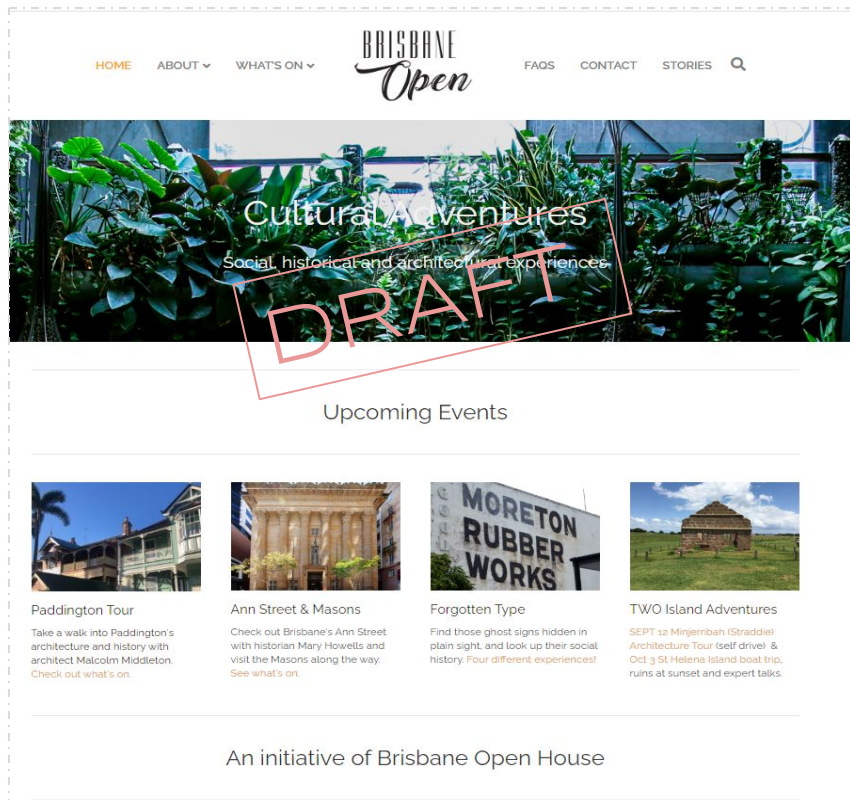 HOME ABOUT WHAT'S ON BRISBANE Open FAQS CONTACT STORIES
Cultural Adventures
Social, historical and architectural experiences
DRAFT
Upcoming Events
MORETON
RUBBER
WORKS
Paddington Tour
Take a walk into Paddington's
architecture and history with
architect Malcolm Middleton.
Check out what's on.
Ann Street & Masons
Check out Brisbane's Ann Street
with historian Mary Howells and
visit the Masons along the way.
See what's on.
Forgotten Type
Find those ghost signs hidden in
plain sight, and look up their social
history. Four different experiences!
TWO Island Adventures
SEPT 12 Minjerribah (Straddie)
Architecture Tour (self drive) &
Oct 3 St Helena Island boat trip,
ruins at sunset and expert talks.
An initiative of Brisbane Open House